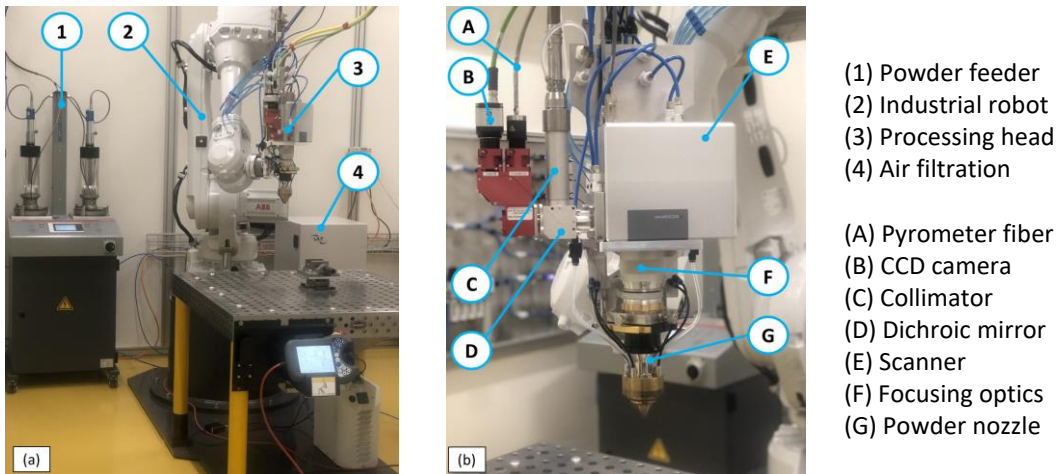 1
2
3
4
ABB
(a)
A
B
C
D
E
F
G
(b)
(1) Powder feeder
(2) Industrial robot
(3) Processing head
(4) Air filtration
(A) Pyrometer fiber
(B) CCD camera
(C) Collimator
(D) Dichroic mirror
(E) Scanner
(F) Focusing optics
(G) Powder nozzle